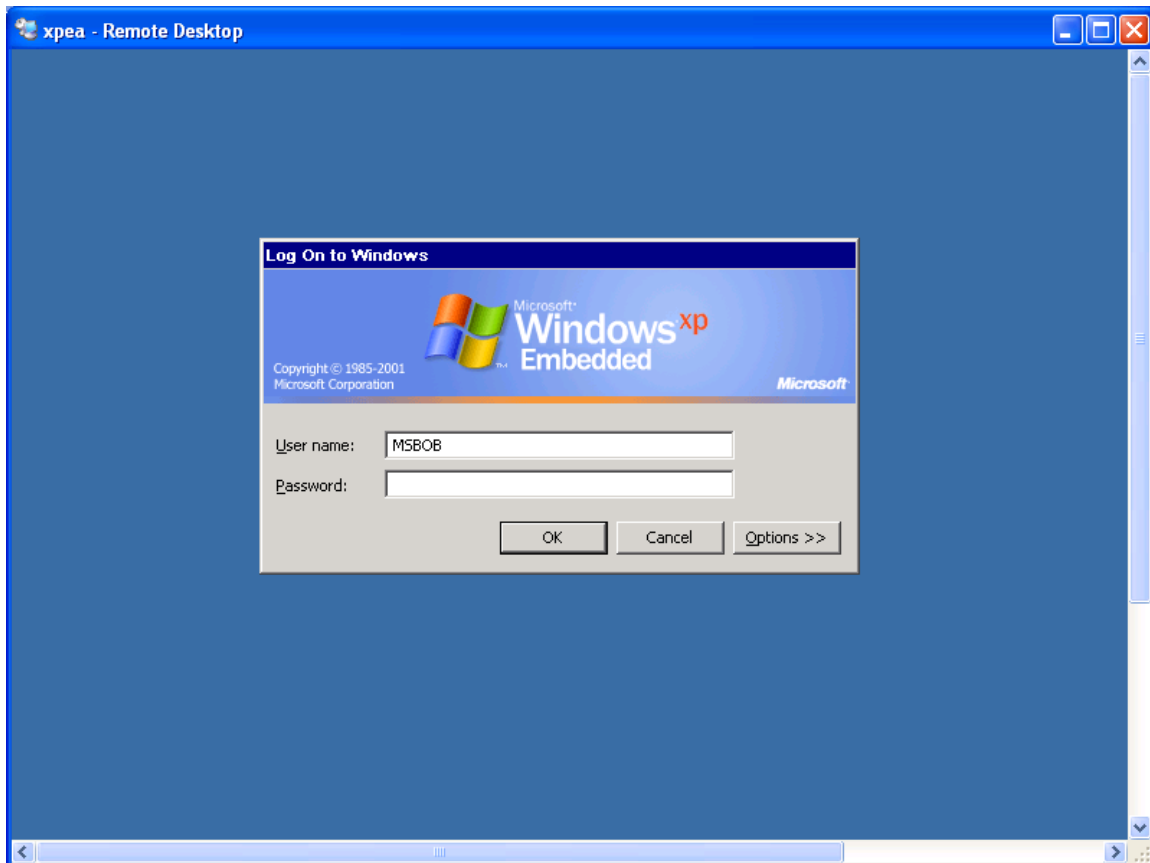 xpea - Remote Desktop
Log On to Windows
Microsoft®
Windows xp
Embedded
Copyright © 1985-2001
Microsoft Corporation
Microsoft
User name: MSBOB
Password:
OK Cancel Options >>